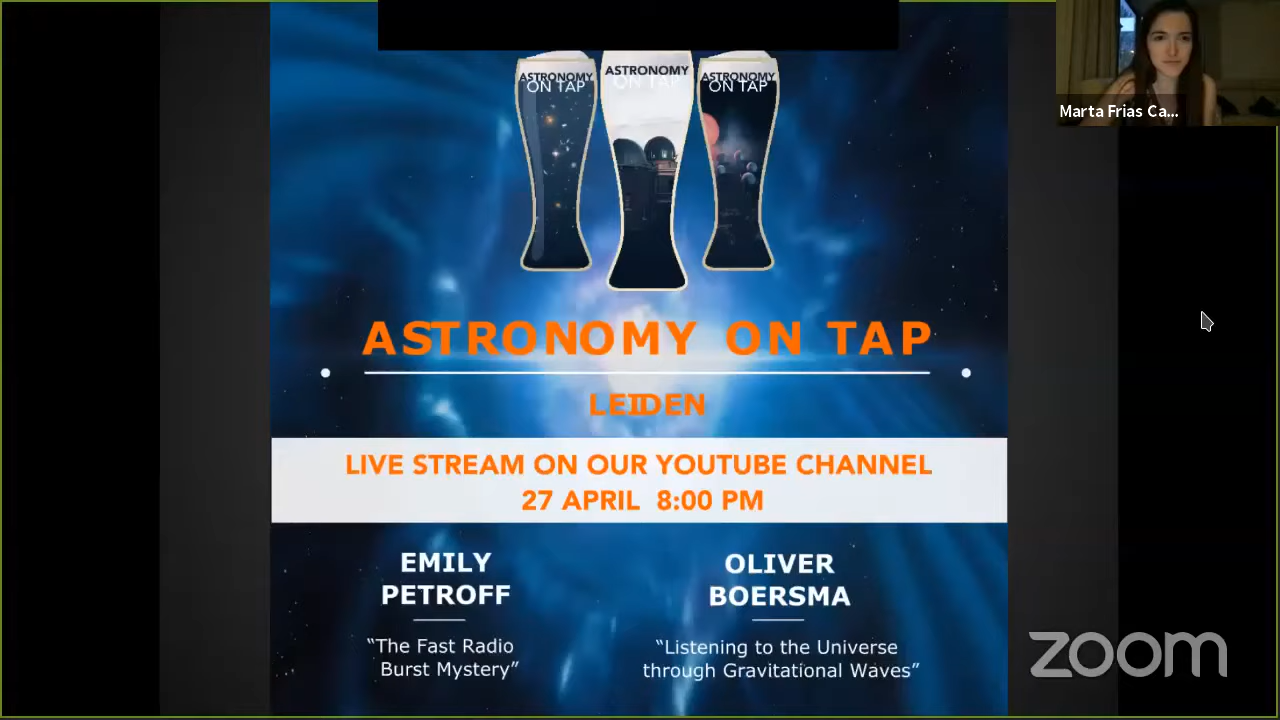 ASTRONOMY
ON TAP
ASTRONOMY
ON TAP
ASTRONOMY
ON TAP
Marta Frias Ca...
ASTRONOMY ON TAP
LEIDEN
LIVE STREAM ON OUR YOUTUBE CHANNEL
27 APRIL 8:00 PM
EMILY
PETROFF
"The Fast Radio
Burst Mystery"
OLIVER
BOERSMA
"Listening to the Universe
through Gravitational Waves"
zoom